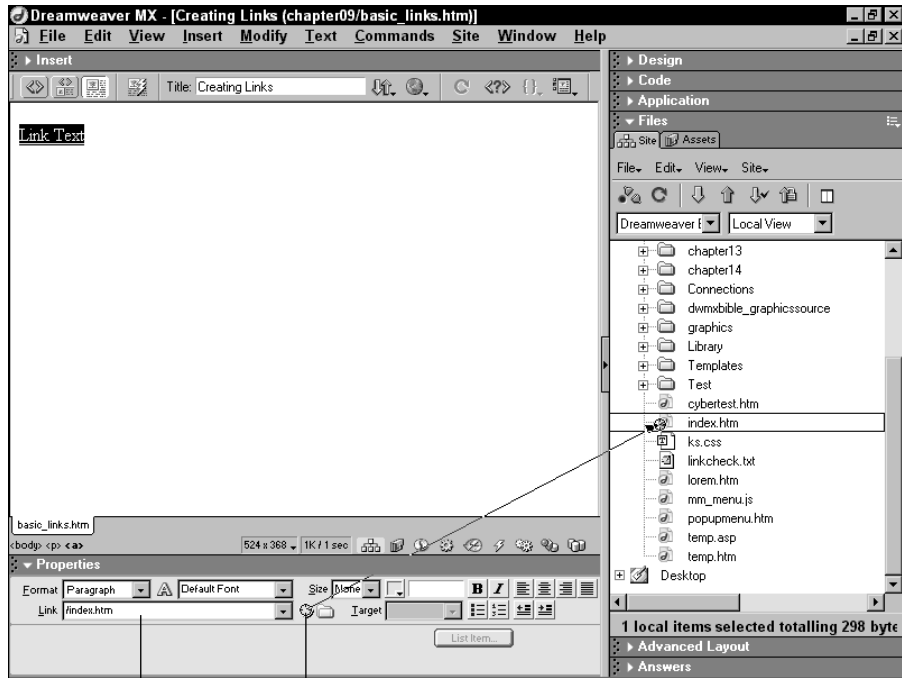 Dreamweaver MX - [Creating Links (chapter09/basic_links.htm)]
File Edit View Insert Modify Text Commands Site Window Help
Insert
Title: Creating Links
Link Text
basic_links.htm
<body> <p> <a>
524 x 368 1K / 1 sec
Properties
Format Paragraph Default Font Size None B I
Link /index.htm Target
List Item...
Design
Code
Application
Files
Site Assets
File Edit View Site
Dreamweaver Local View
chapter13
chapter14
Connections
dwmxbible_graphicssource
graphics
Library
Templates
Test
cybertest.htm
index.htm
ks.css
linkcheck.txt
lorem.htm
mm_menu.js
popupmenu.htm
temp.asp
temp.htm
Desktop
1 local items selected totalling 298 byte
Advanced Layout
Answers